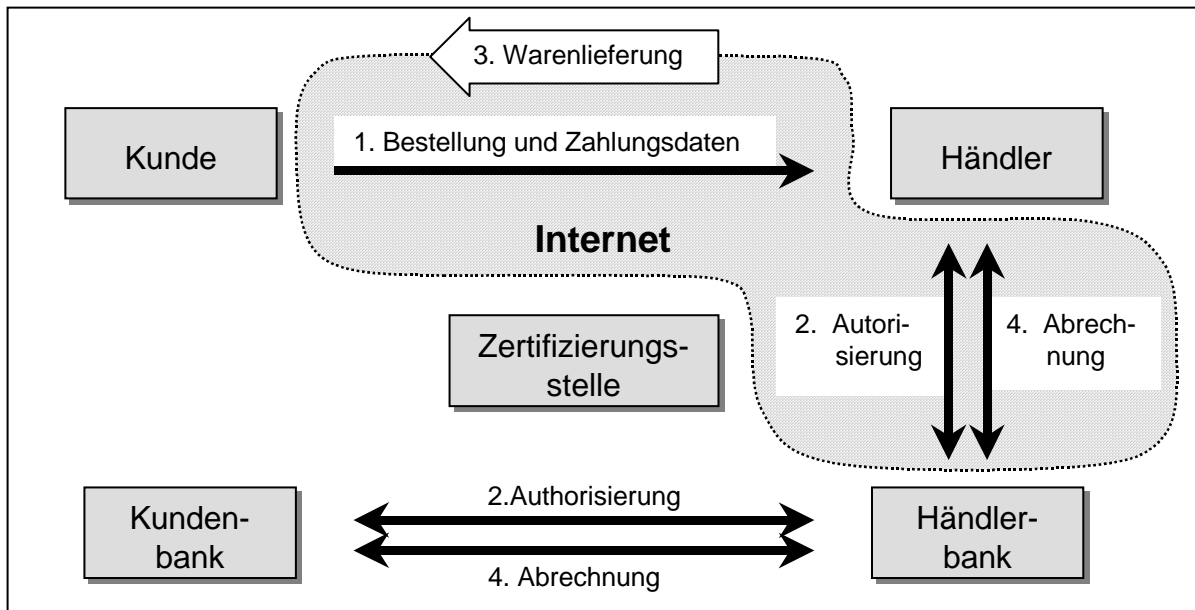 3. Warenlieferung
Kunde
1. Bestellung und Zahlungsdaten
Händler
Internet
Zertifizierungs-
stelle
2. Autori-
sierung
4. Abrech-
nung
Kunden-
bank
2.Authorisierung
4. Abrechnung
Händler-
bank